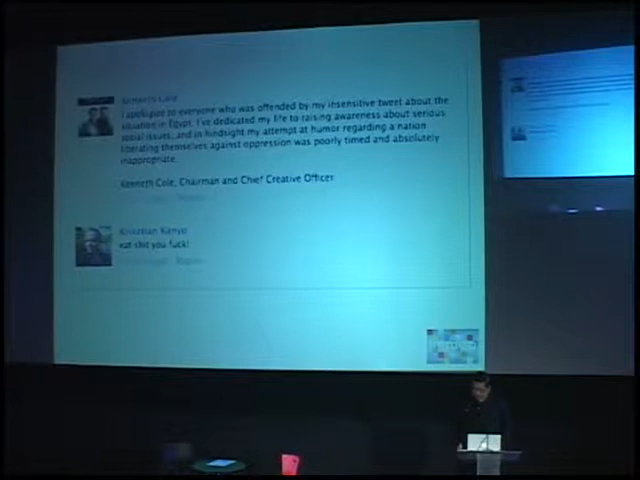 Kenneth Cole
I apologize to everyone who was offended by my insensitive tweet about the
situation in Egypt. I've dedicated my life to raising awareness about serious
social issues, and in hindsight my attempt at humor regarding a nation
liberating themselves against oppression was poorly timed and absolutely
inappropriate.
Kenneth Cole, Chairman and Chief Creative Officer
Krisztian Kanyo
eat shit you fuck!